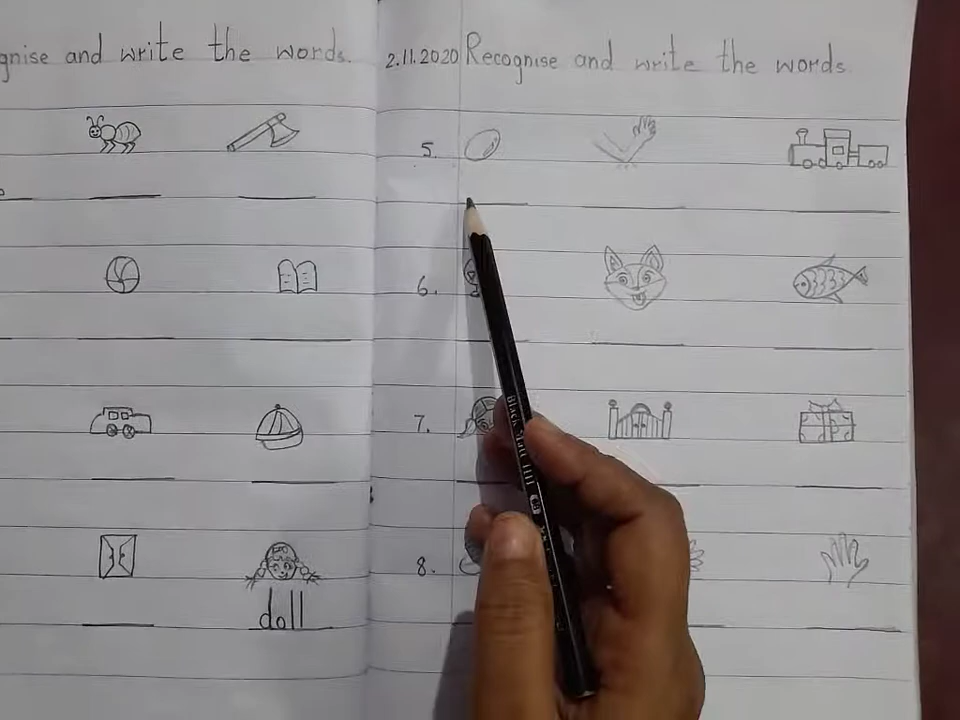 gnise and write the words.
doll
2.11.2020 Recognise and write the words
5.
6.
7.
8.